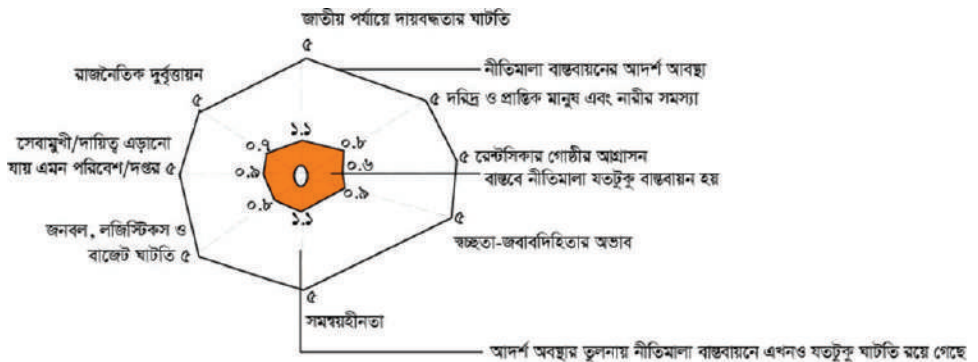 জাতীয় পর্যায়ে দায়বদ্ধতার ঘাটতি
৫
নীতিমালা বাস্তবায়নের আদর্শ আবস্থা
রাজনৈতিক দুর্বৃত্তায়ন
৫
৫ দরিদ্র ও প্রান্তিক মানুষ এবং নারীর সমস্যা
১.১
০.৭
০.৮
সেবামুখী/দায়িত্ব এড়ানো
যায় এমন পরিবেশ/দপ্তর ৫
০.৯
০.৬
৫ রেন্টসিকার গোষ্ঠীর আগ্রাসন
বাস্তবে নীতিমালা যতটুকু বাস্তবায়ন হয়
০.৮
০.৯
১.১
৫
স্বচ্ছতা-জবাবদিহিতার অভাব
জনবল, লজিস্টিকস ও
বাজেট ঘাটতি ৫
৫
সমন্বয়হীনতা
আদর্শ অবস্থার তুলনায় নীতিমালা বাস্তবায়নে এখনও যতটুকু ঘাটতি রয়ে গেছে